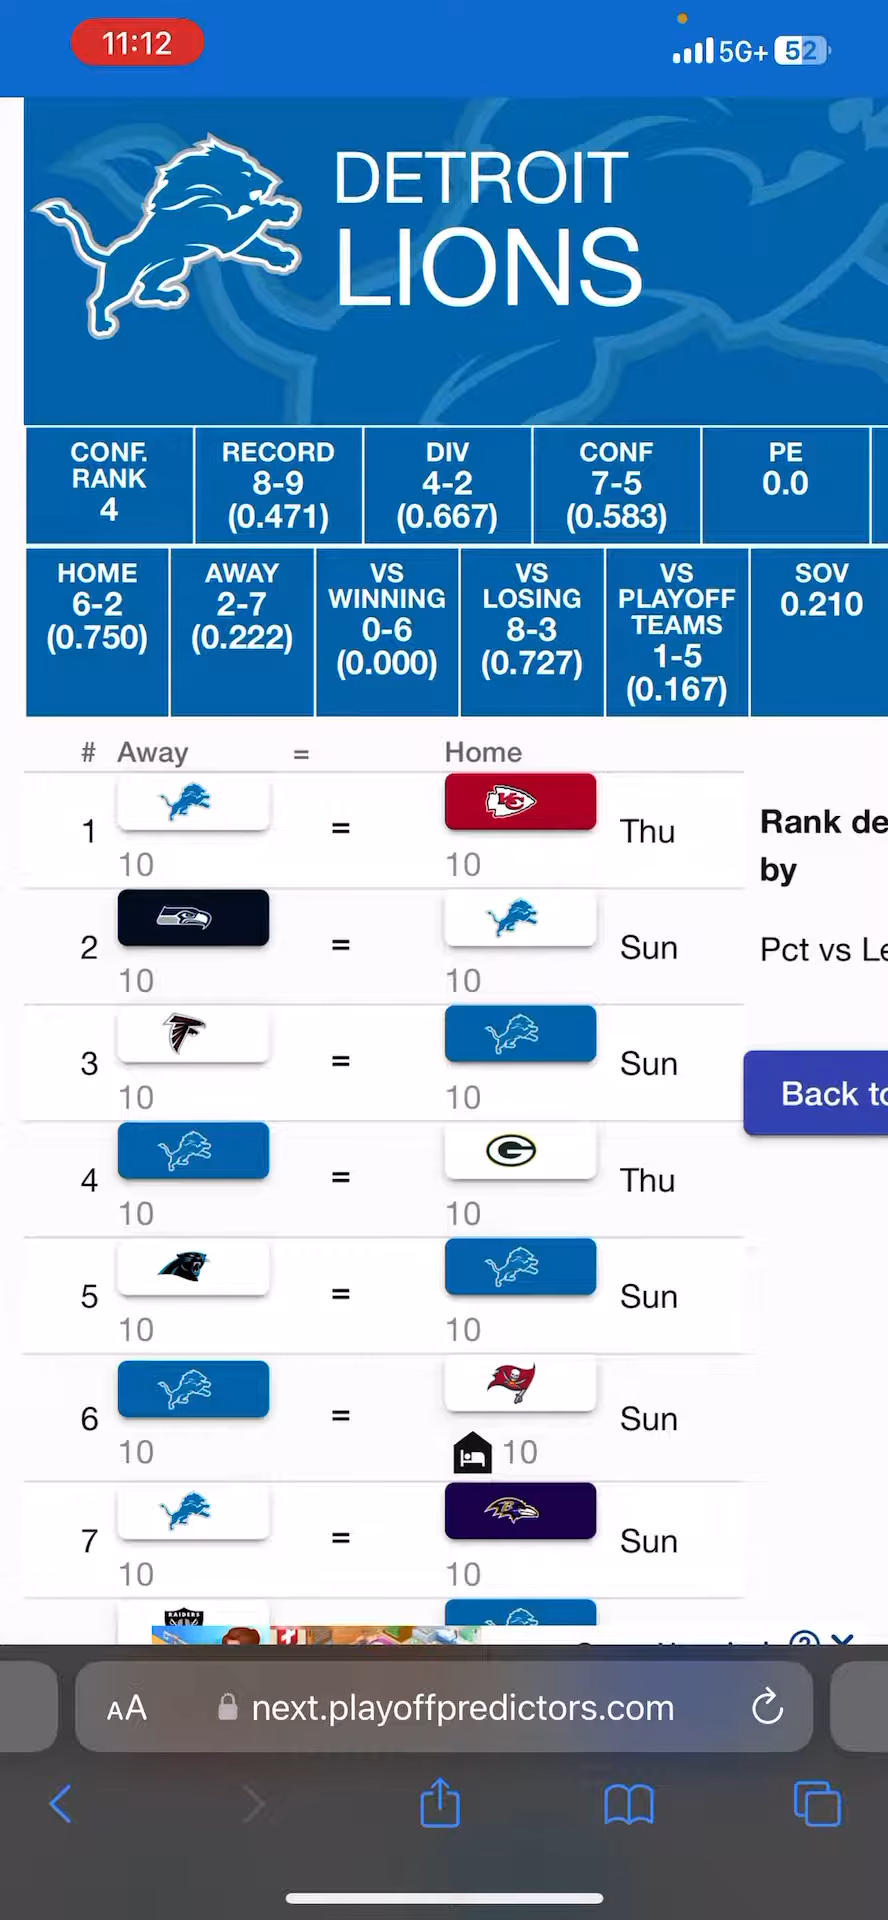 11:12
5G+ 52
DETROIT
LIONS
CONF. RANK 4
RECORD 8-9 (0.471)
DIV 4-2 (0.667)
CONF 7-5 (0.583)
PE 0.0
HOME 6-2 (0.750)
AWAY 2-7 (0.222)
VS WINNING 0-6 (0.000)
VS LOSING 8-3 (0.727)
VS PLAYOFF TEAMS 1-5 (0.167)
SOV 0.210
# Away = Home
1 = Thu
10 10
2 = Sun
10 10
3 = Sun
10 10
4 = Thu
10 10
5 = Sun
10 10
6 = Sun
10 10
7 = Sun
10 10
Rank de
by
Pct vs Le
Back to
RAIDERS
AA next.playoffpredictors.com